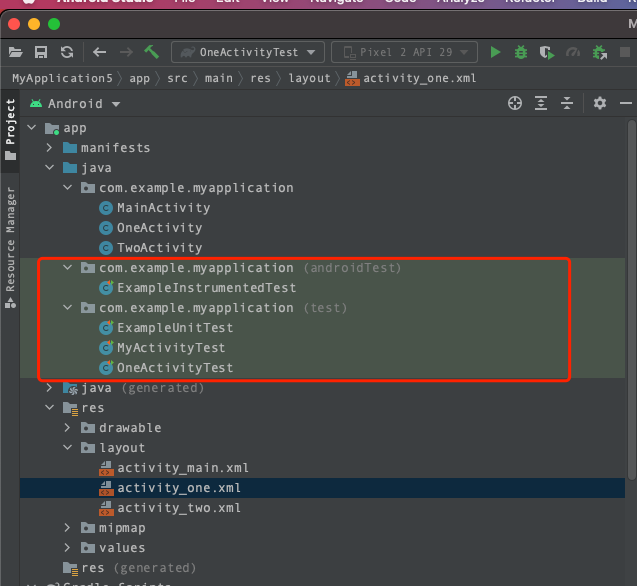 Android Studio File Edit View Navigate Code Analyze Refactor Build
M
OneActivityTest Pixel 2 API 29
MyApplication5 app src main res layout activity_one.xml
Project
Resource Manager
Android
app
manifests
java
com.example.myapplication
MainActivity
OneActivity
TwoActivity
com.example.myapplication (androidTest)
ExampleInstrumentedTest
com.example.myapplication (test)
ExampleUnitTest
MyActivityTest
OneActivityTest
java (generated)
res
drawable
layout
activity_main.xml
activity_one.xml
activity_two.xml
mipmap
values
res (generated)
Gradle Scripts